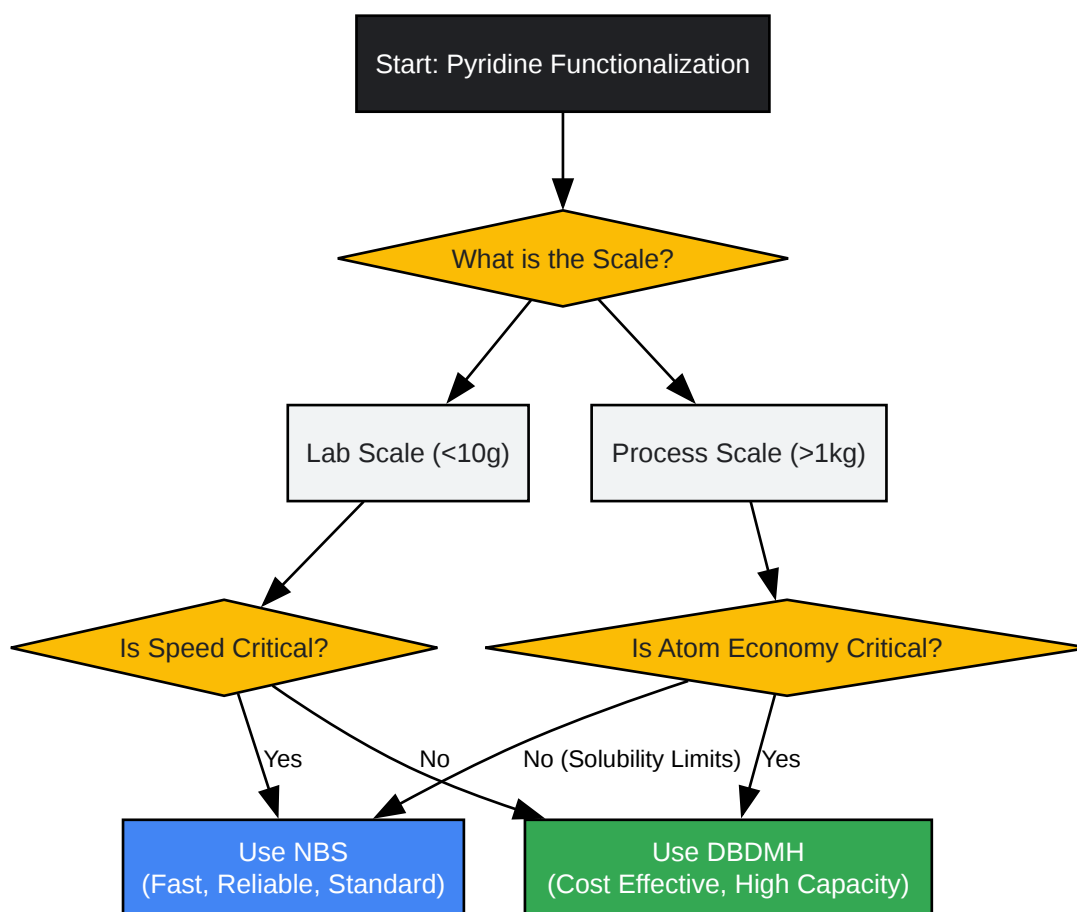 Start: Pyridine Functionalization
What is the Scale?
Lab Scale (<10g)
Process Scale (>1kg)
Is Speed Critical?
Is Atom Economy Critical?
Yes
No
No (Solubility Limits)
Yes
Use NBS
(Fast, Reliable, Standard)
Use DBDMH
(Cost Effective, High Capacity)